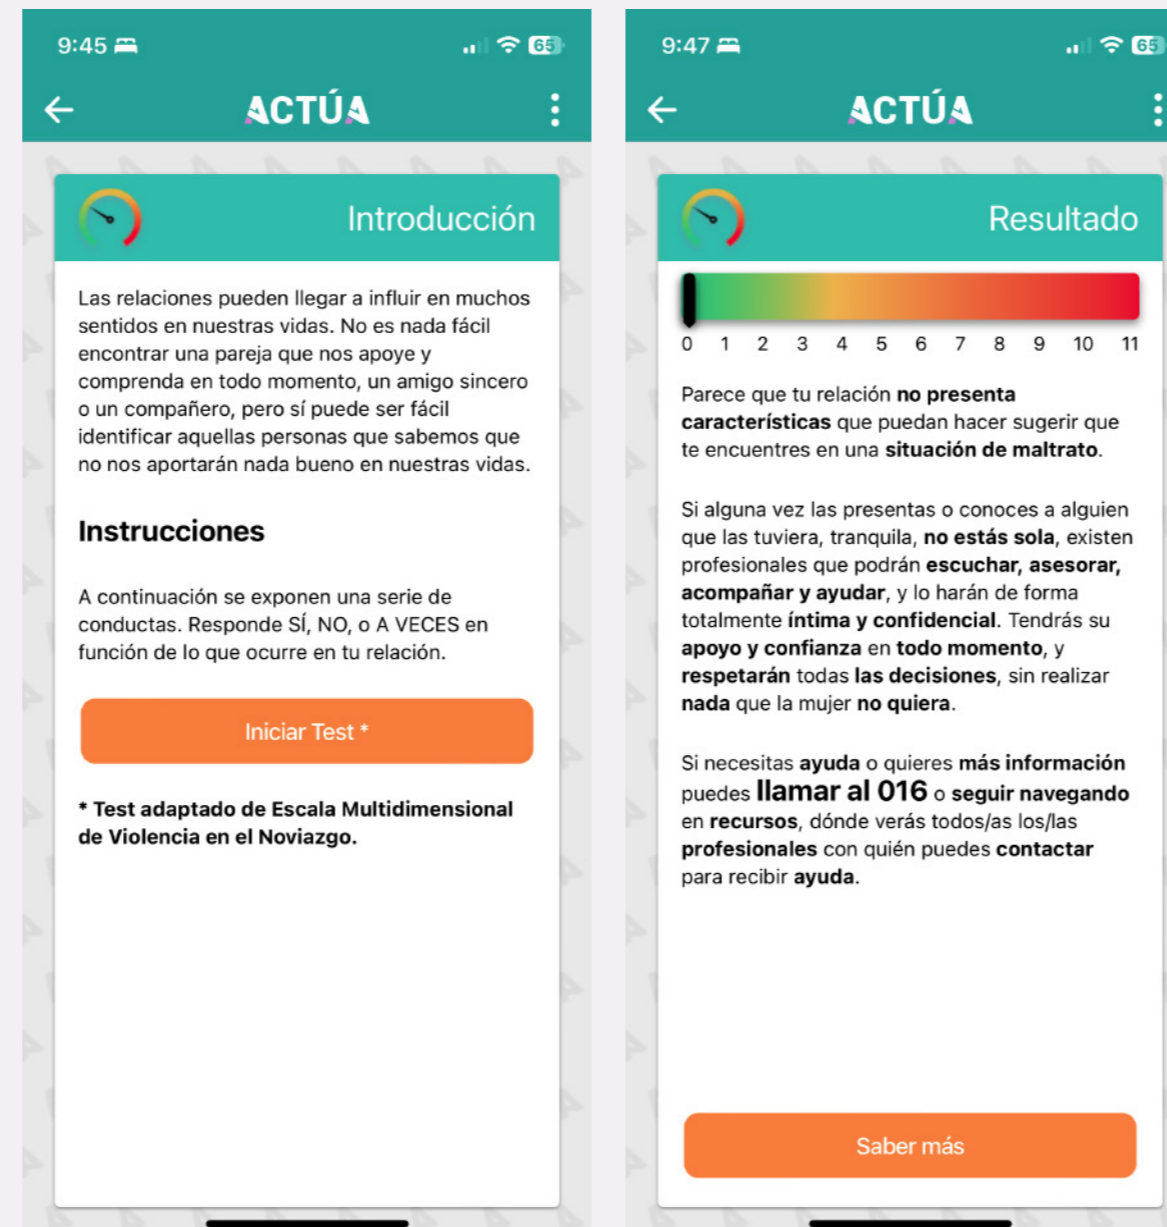 9:45
65
ACTÚA
Introducción
Las relaciones pueden llegar a influir en muchos
sentidos en nuestras vidas. No es nada fácil
encontrar una pareja que nos apoye y
comprenda en todo momento, un amigo sincero
o un compañero, pero sí puede ser fácil
identificar aquellas personas que sabemos que
no nos aportarán nada bueno en nuestras vidas.
Instrucciones
A continuación se exponen una serie de
conductas. Responde SÍ, NO, o A VECES en
función de lo que ocurre en tu relación.
Iniciar Test *
* Test adaptado de Escala Multidimensional
de Violencia en el Noviazgo.
9:47
65
ACTÚA
Resultado
0 1 2 3 4 5 6 7 8 9 10 11
Parece que tu relación no presenta
características que puedan hacer sugerir que
te encuentres en una situación de maltrato.
Si alguna vez las presentas o conoces a alguien
que las tuviera, tranquila, no estás sola, existen
profesionales que podrán escuchar, asesorar,
acompañar y ayudar, y lo harán de forma
totalmente íntima y confidencial. Tendrás su
apoyo y confianza en todo momento, y
respetarán todas las decisiones, sin realizar
nada que la mujer no quiera.
Si necesitas ayuda o quieres más información
puedes llamar al 016 o seguir navegando
en recursos, dónde verás todos/as los/las
profesionales con quién puedes contactar
para recibir ayuda.
Saber más